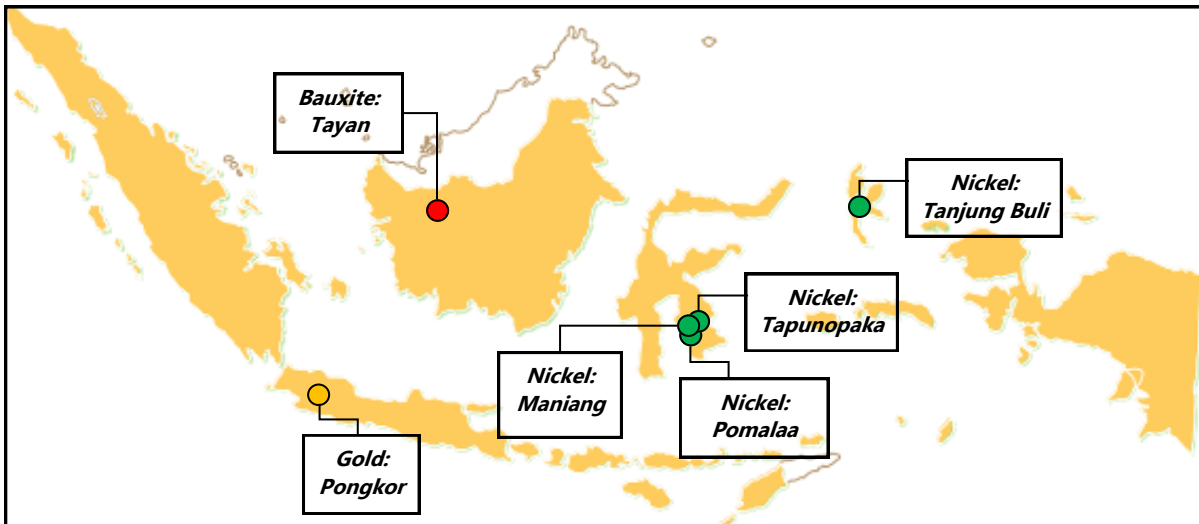 Bauxite:
Tayan
Nickel:
Tanjung Buli
Nickel:
Tapunopaka
Nickel:
Maniang
Nickel:
Pomalaa
Gold:
Pongkor